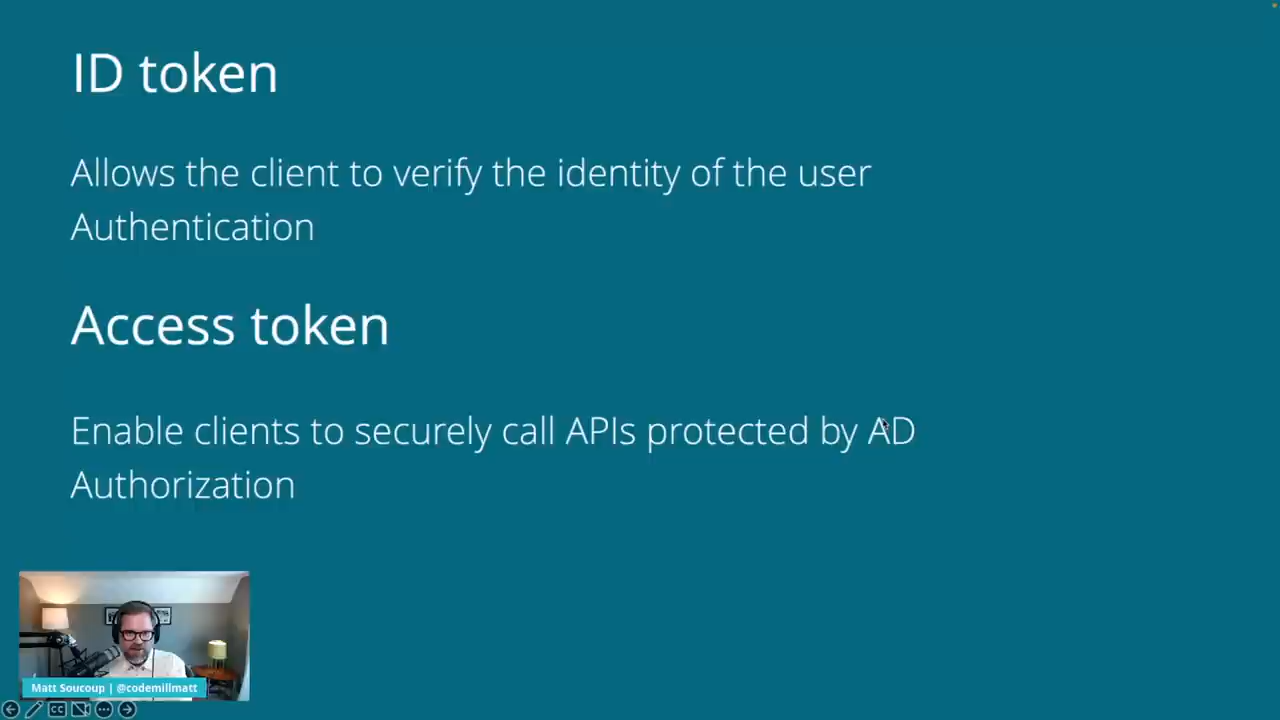 ID token
Allows the client to verify the identity of the user
Authentication
Access token
Enable clients to securely call APIs protected by AD
Authorization
Matt Soucoup | @codemillmatt
CC